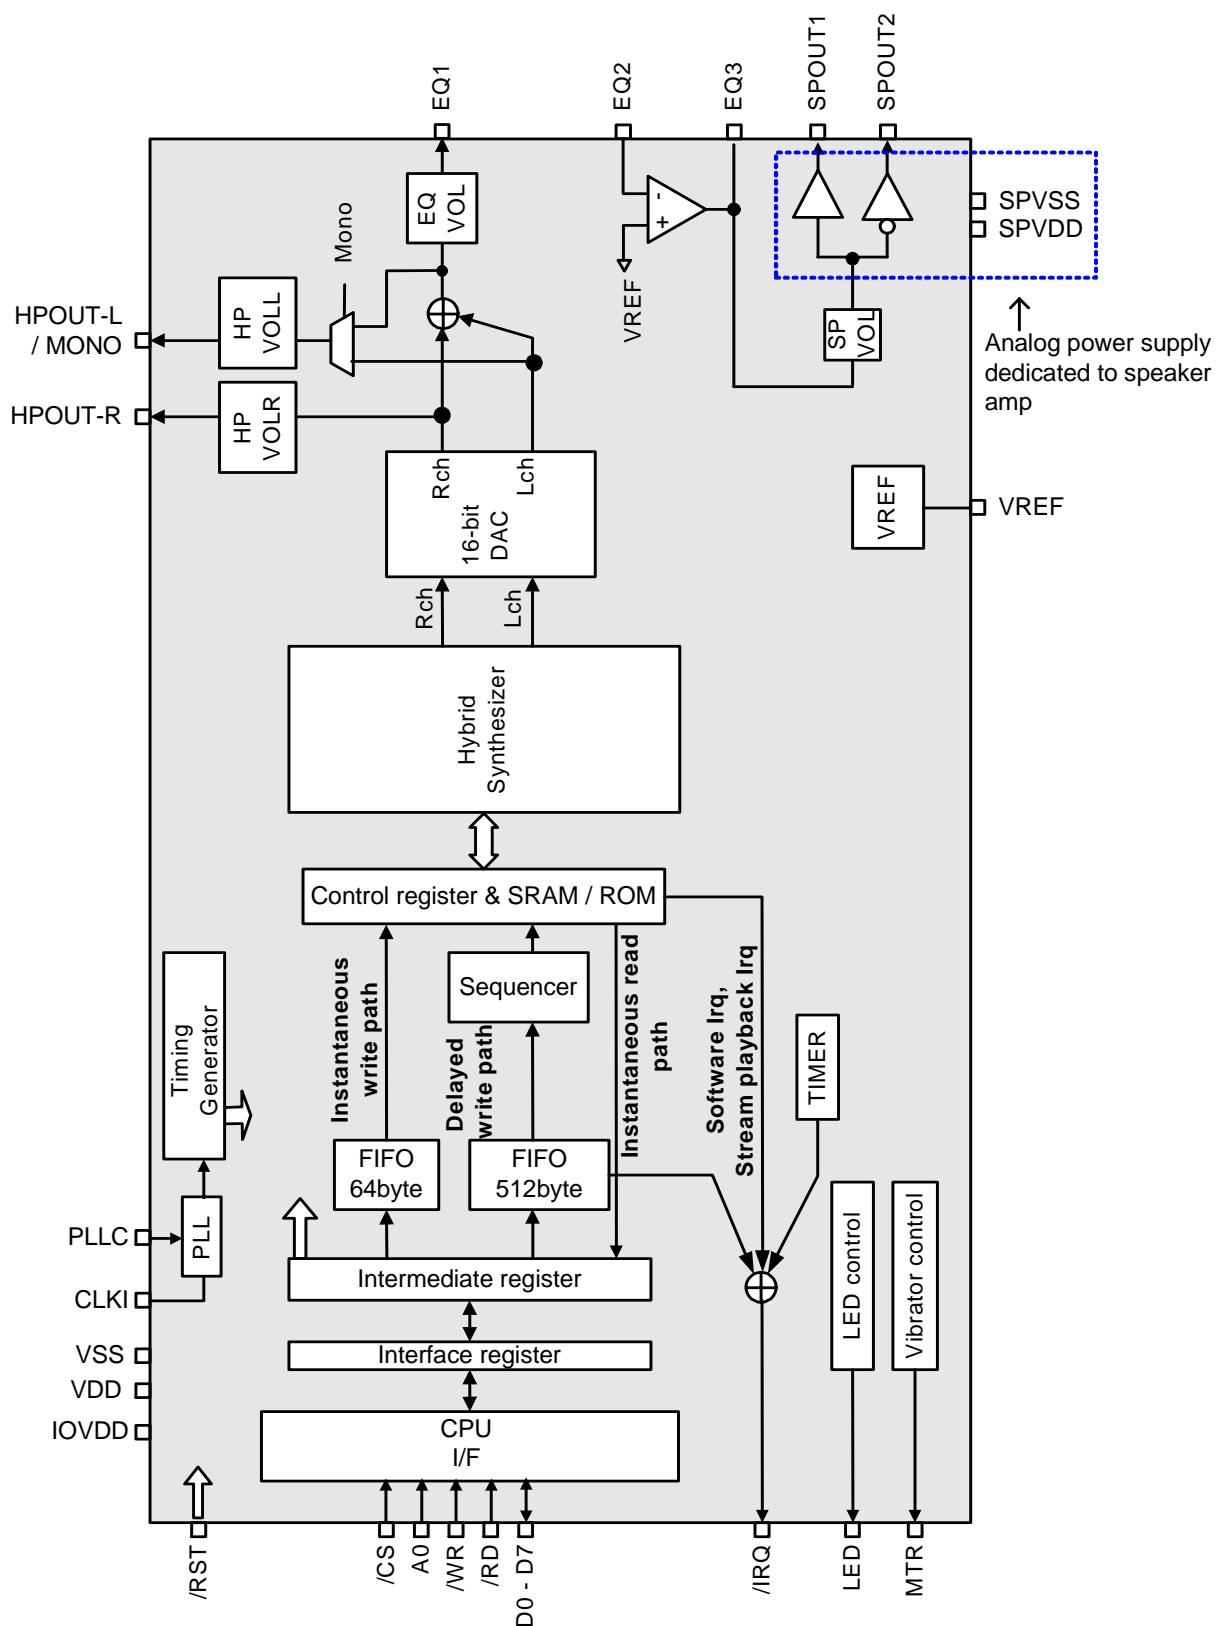 EQ1
EQ2
EQ3
SPOUT1
SPOUT2
EQ
VOL
-
+
VREF
SPVSS
SPVDD
Mono
HPOUT-L
/ MONO
HP
VOLL
HPOUT-R
HP
VOLR
SP
VOL
Analog power supply
dedicated to speaker
amp
Rch
Lch
16-bit
DAC
VREF
VREF
Rch
Lch
Hybrid
Synthesizer
Control register & SRAM / ROM
Timing
Generator
Instantaneous
write path
Sequencer
Delayed
write path
Instantaneous read
path
Software Irq,
Stream playback Irq
TIMER
FIFO
64byte
FIFO
512byte
PLLC
PLL
CLKI
Intermediate register
LED control
Vibrator control
VSS
Interface register
VDD
IOVDD
CPU
I/F
/RST
/CS
A0
/WR
/RD
D0 - D7
/IRQ
LED
MTR